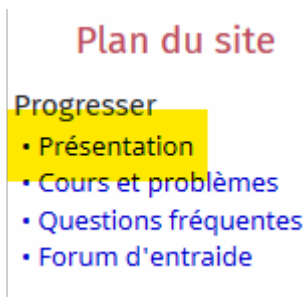 Plan du site
Progresser
• Présentation
• Cours et problèmes
• Questions fréquentes
• Forum d'entraide